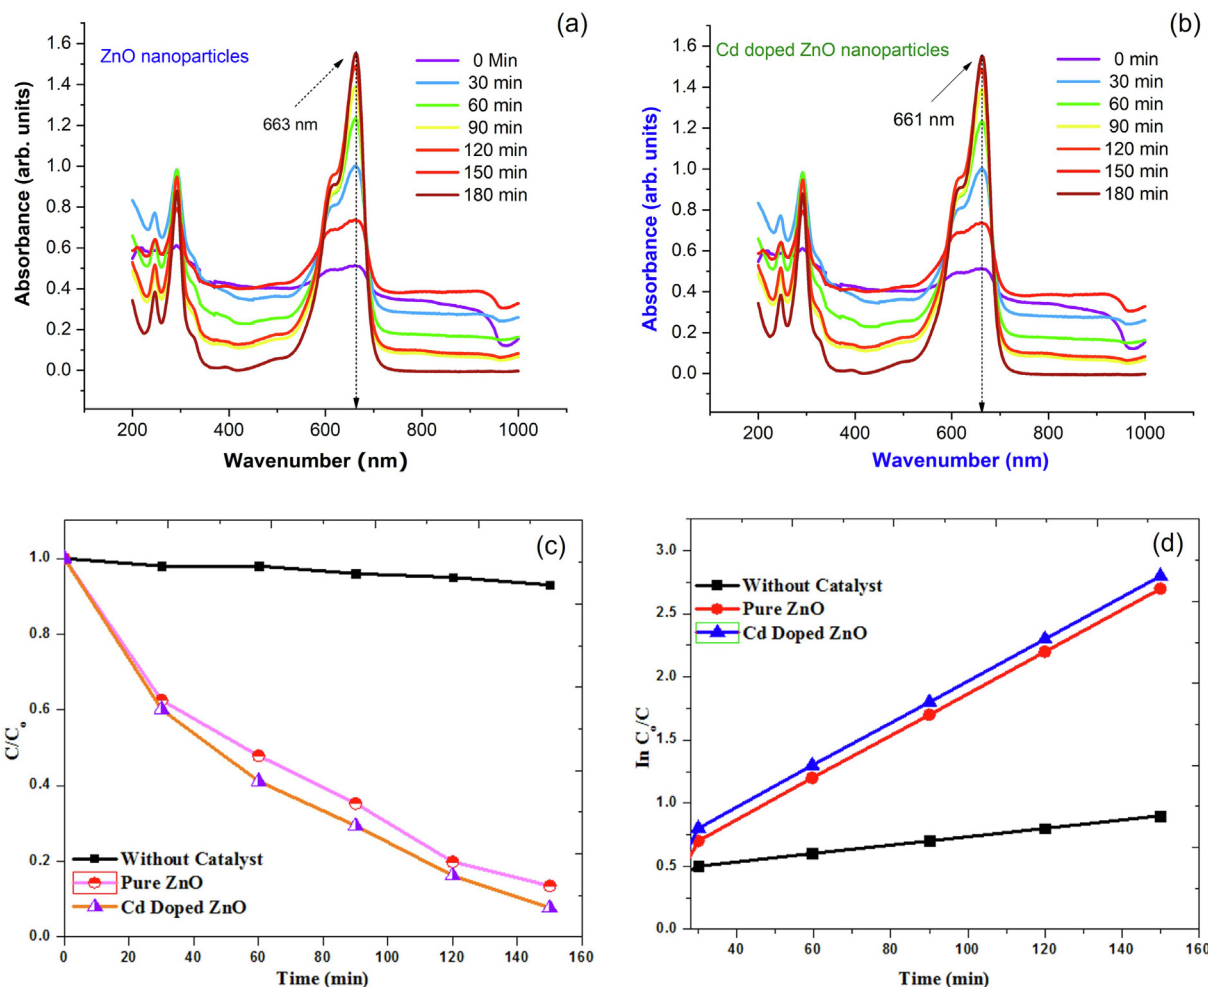 (a)
ZnO nanoparticles
663 nm
0 Min
30 min
60 min
90 min
120 min
150 min
180 min
Absorbance (arb. units)
1.6
1.4
1.2
1.0
0.8
0.6
0.4
0.2
0.0
200 400 600 800 1000
Wavenumber (nm)
(b)
Cd doped ZnO nanoparticles
661 nm
0 min
30 min
60 min
90 min
120 min
150 min
180 min
Absorbance (arb. units)
1.6
1.4
1.2
1.0
0.8
0.6
0.4
0.2
0.0
200 400 600 800 1000
Wavenumber (nm)
(c)
C/Co
1.0
0.8
0.6
0.4
0.2
0.0
Without Catalyst
Pure ZnO
Cd Doped ZnO
0 20 40 60 80 100 120 140 160
Time (min)
(d)
In Co/C
3.0
2.5
2.0
1.5
1.0
0.5
0.0
Without Catalyst
Pure ZnO
Cd Doped ZnO
40 60 80 100 120 140 160
Time (min)